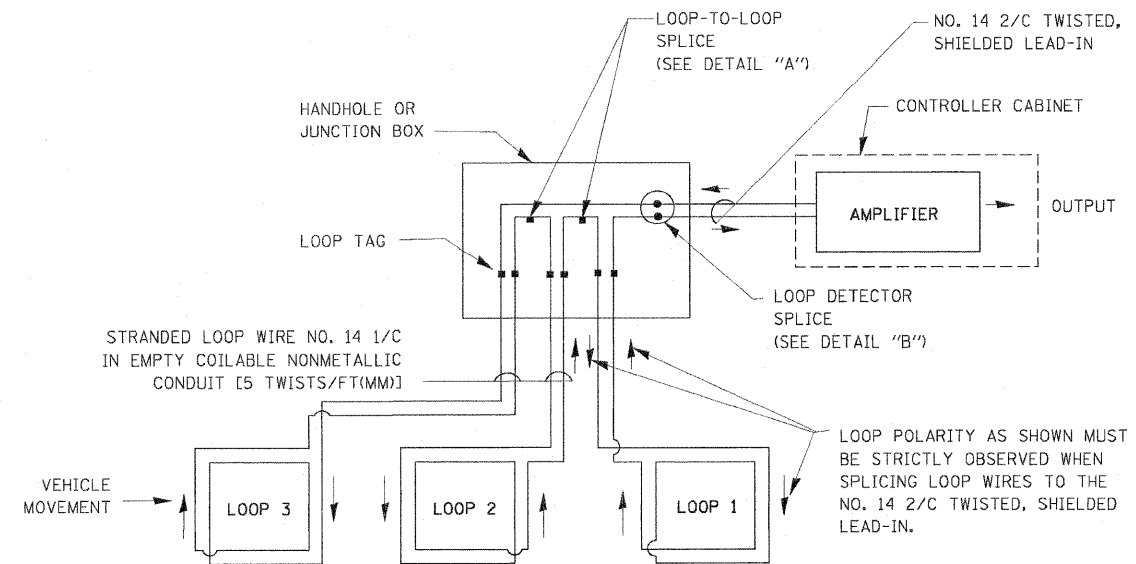 LOOP-TO-LOOP
SPLICE
(SEE DETAIL "A")
NO. 14 2/C TWISTED,
SHIELDED LEAD-IN
HANDHOLE OR
JUNCTION BOX
CONTROLLER CABINET
AMPLIFIER
OUTPUT
LOOP TAG
LOOP DETECTOR
SPLICE
(SEE DETAIL "B")
STRANDED LOOP WIRE NO. 14 1/C
IN EMPTY COILABLE NONMETALLIC
CONDUIT [5 TWISTS/FT(MM)]
LOOP POLARITY AS SHOWN MUST
BE STRICTLY OBSERVED WHEN
SPLICING LOOP WIRES TO THE
NO. 14 2/C TWISTED, SHIELDED
LEAD-IN.
VEHICLE
MOVEMENT
LOOP 3
LOOP 2
LOOP 1